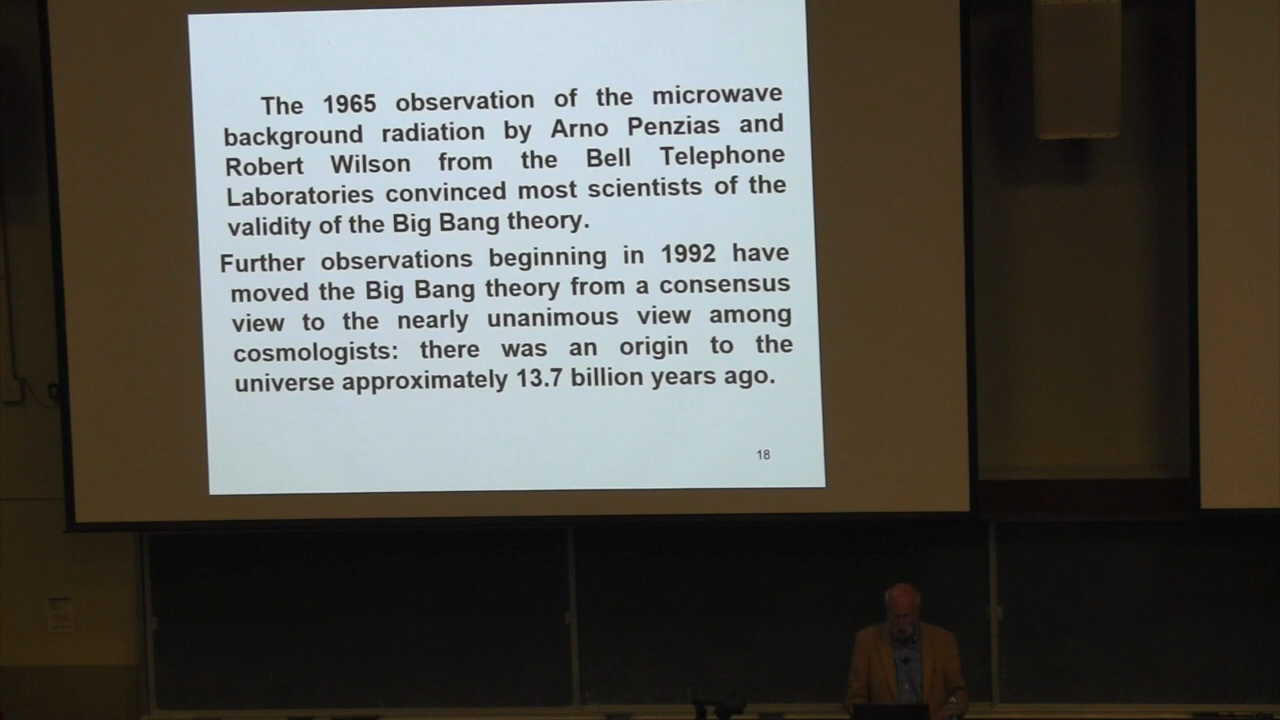 The 1965 observation of the microwave
background radiation by Arno Penzias and
Robert Wilson from the Bell Telephone
Laboratories convinced most scientists of the
validity of the Big Bang theory.
Further observations beginning in 1992 have
moved the Big Bang theory from a consensus
view to the nearly unanimous view among
cosmologists: there was an origin to the
universe approximately 13.7 billion years ago.
18